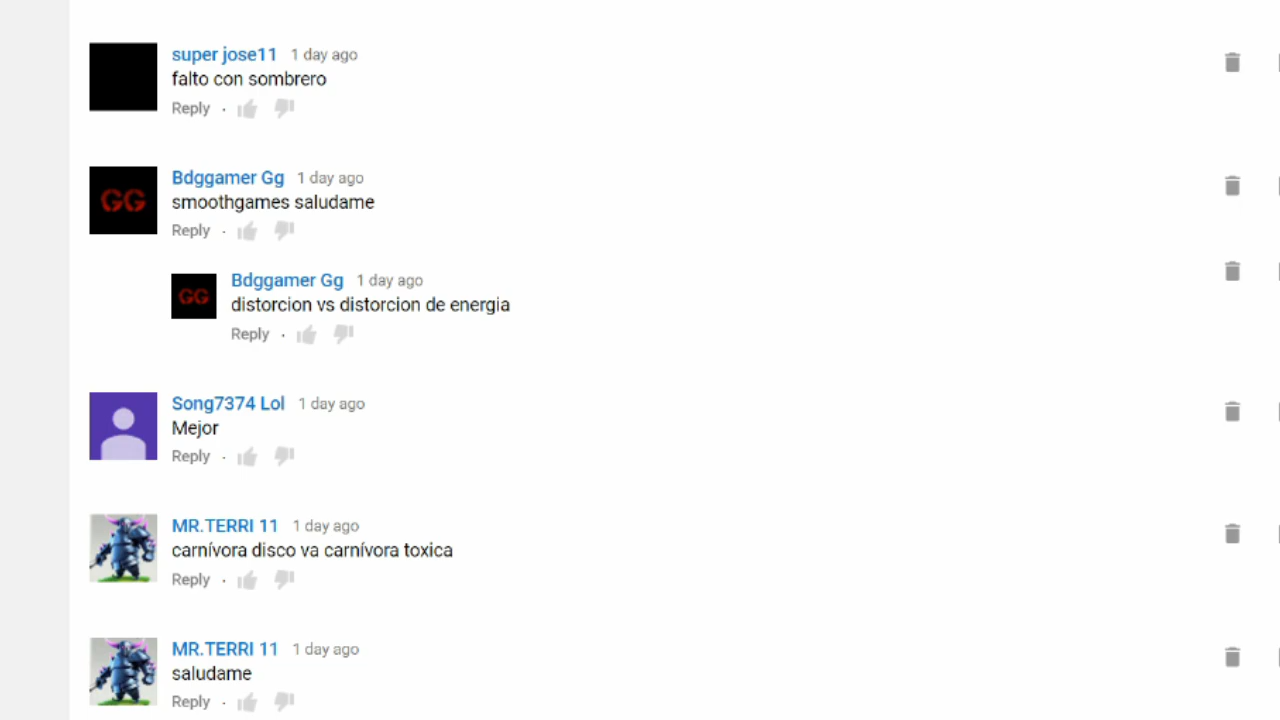 super jose11 1 day ago
falto con sombrero
Reply ·
GG
Bdggamer Gg 1 day ago
smoothgames saludame
Reply ·
GG
Bdggamer Gg 1 day ago
distorcion vs distorcion de energia
Reply ·
Song7374 Lol 1 day ago
Mejor
Reply ·
MR.TERRI 11 1 day ago
carnívora disco va carnívora toxica
Reply ·
MR.TERRI 11 1 day ago
saludame
Reply ·